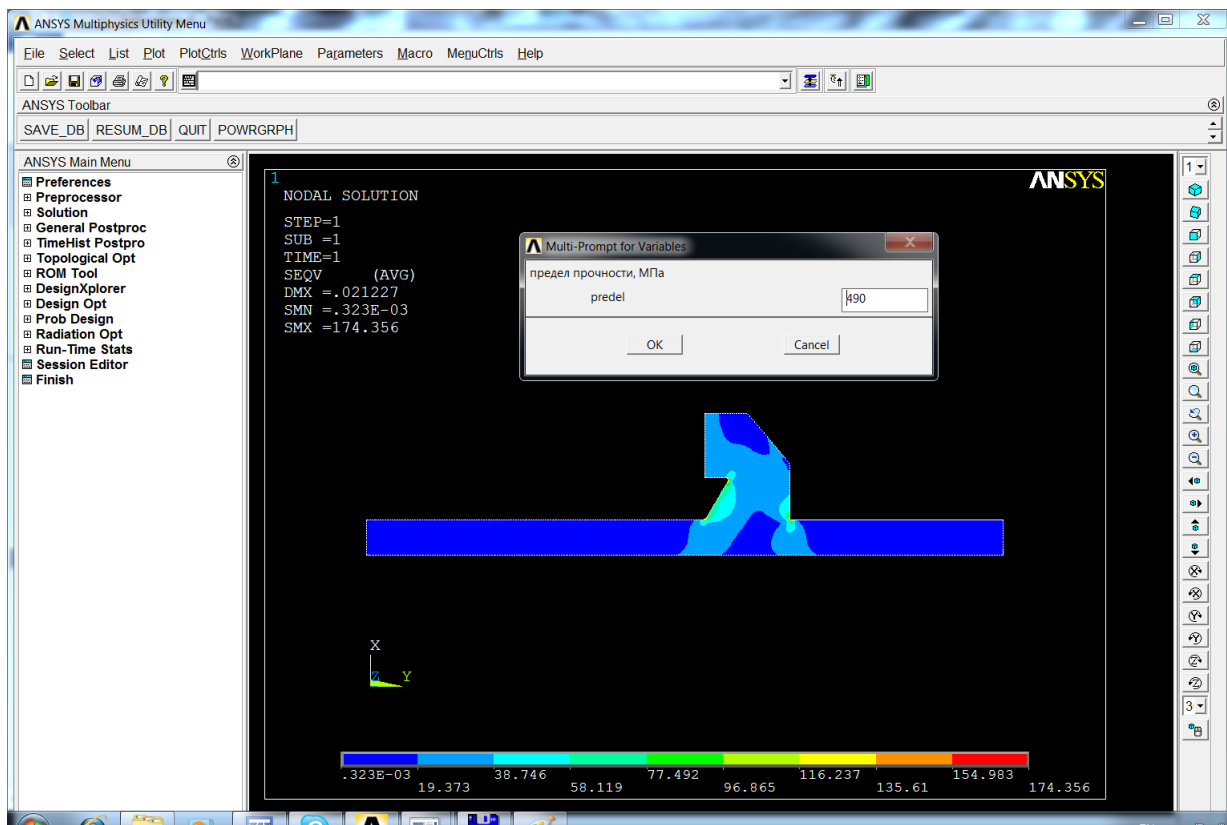 ANSYS Multiphysics Utility Menu
File Select List Plot PlotCtrls WorkPlane Parameters Macro MenuCtrls Help
ANSYS Toolbar
SAVE_DB RESUM_DB QUIT POWRGRPH
ANSYS Main Menu
Preferences
Preprocessor
Solution
General Postproc
TimeHist Postpro
Topological Opt
ROM Tool
DesignXplorer
Design Opt
Prob Design
Radiation Opt
Run-Time Stats
Session Editor
Finish
1
ANSYS
NODAL SOLUTION
STEP=1
SUB =1
TIME=1
SEQV (AVG)
DMX =.021227
SMN =.323E-03
SMX =174.356
Multi-Prompt for Variables
предел прочности, МПа
predel 490
OK Cancel
X
Z Y
.323E-03 38.746 77.492 116.237 154.983
19.373 58.119 96.865 135.61 174.356
1
3